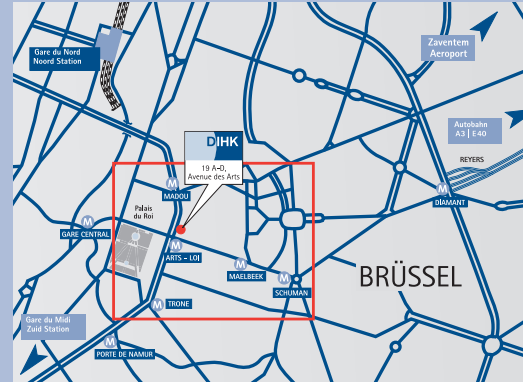 Gare du Nord
Noord Station
Zaventem
Aeroport
Autobahn
A3 | E40
REYERS
DIHK
19 A-D,
Avenue des Arts
M
MADOU
M
DIAMANT
Palais
du Roi
M
GARE CENTRAL
M
ARTS – LOI
M
MAELBEEK
M
SCHUMAN
BRÜSSEL
M
TRONE
Gare du Midi
Zuid Station
M
PORTE DE NAMUR